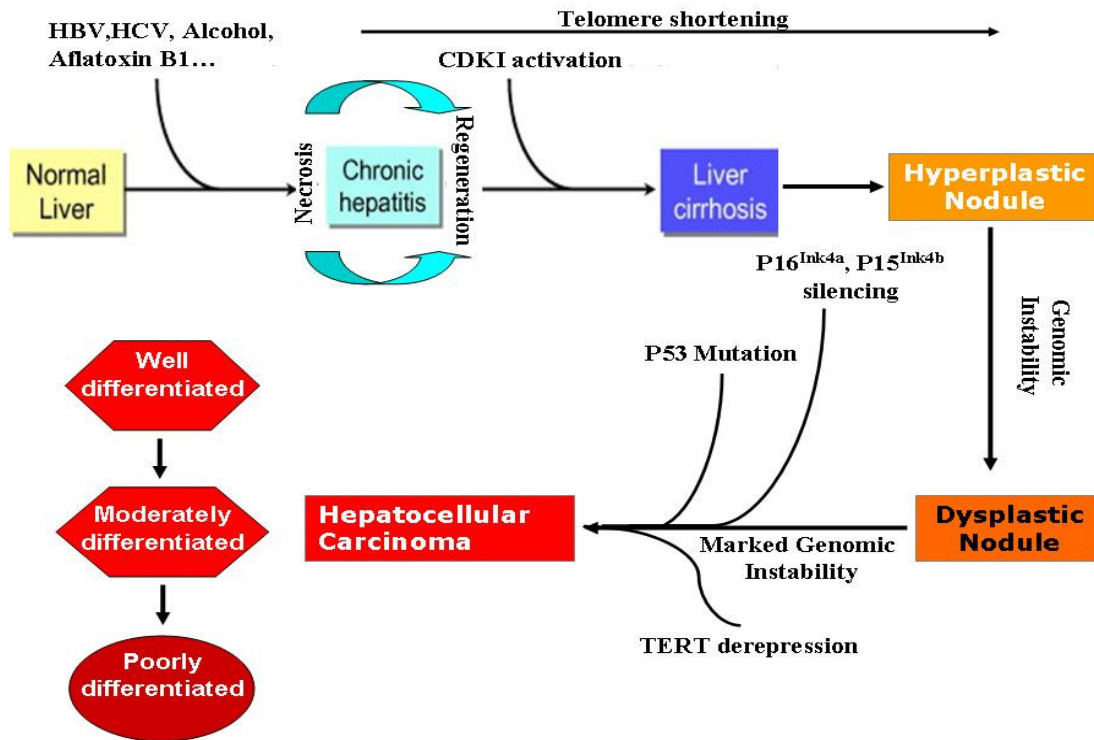 HBV,HCV, Alcohol,
Aflatoxin B1…
Telomere shortening
CDKI activation
Normal
Liver
Necrosis
Chronic
hepatitis
Regeneration
Liver
cirrhosis
Hyperplastic
Nodule
P16Ink4a, P15Ink4b
silencing
Genomic
Instability
P53 Mutation
Well
differentiated
Moderately
differentiated
Poorly
differentiated
Hepatocellular
Carcinoma
Marked Genomic
Instability
Dysplastic
Nodule
TERT derepression